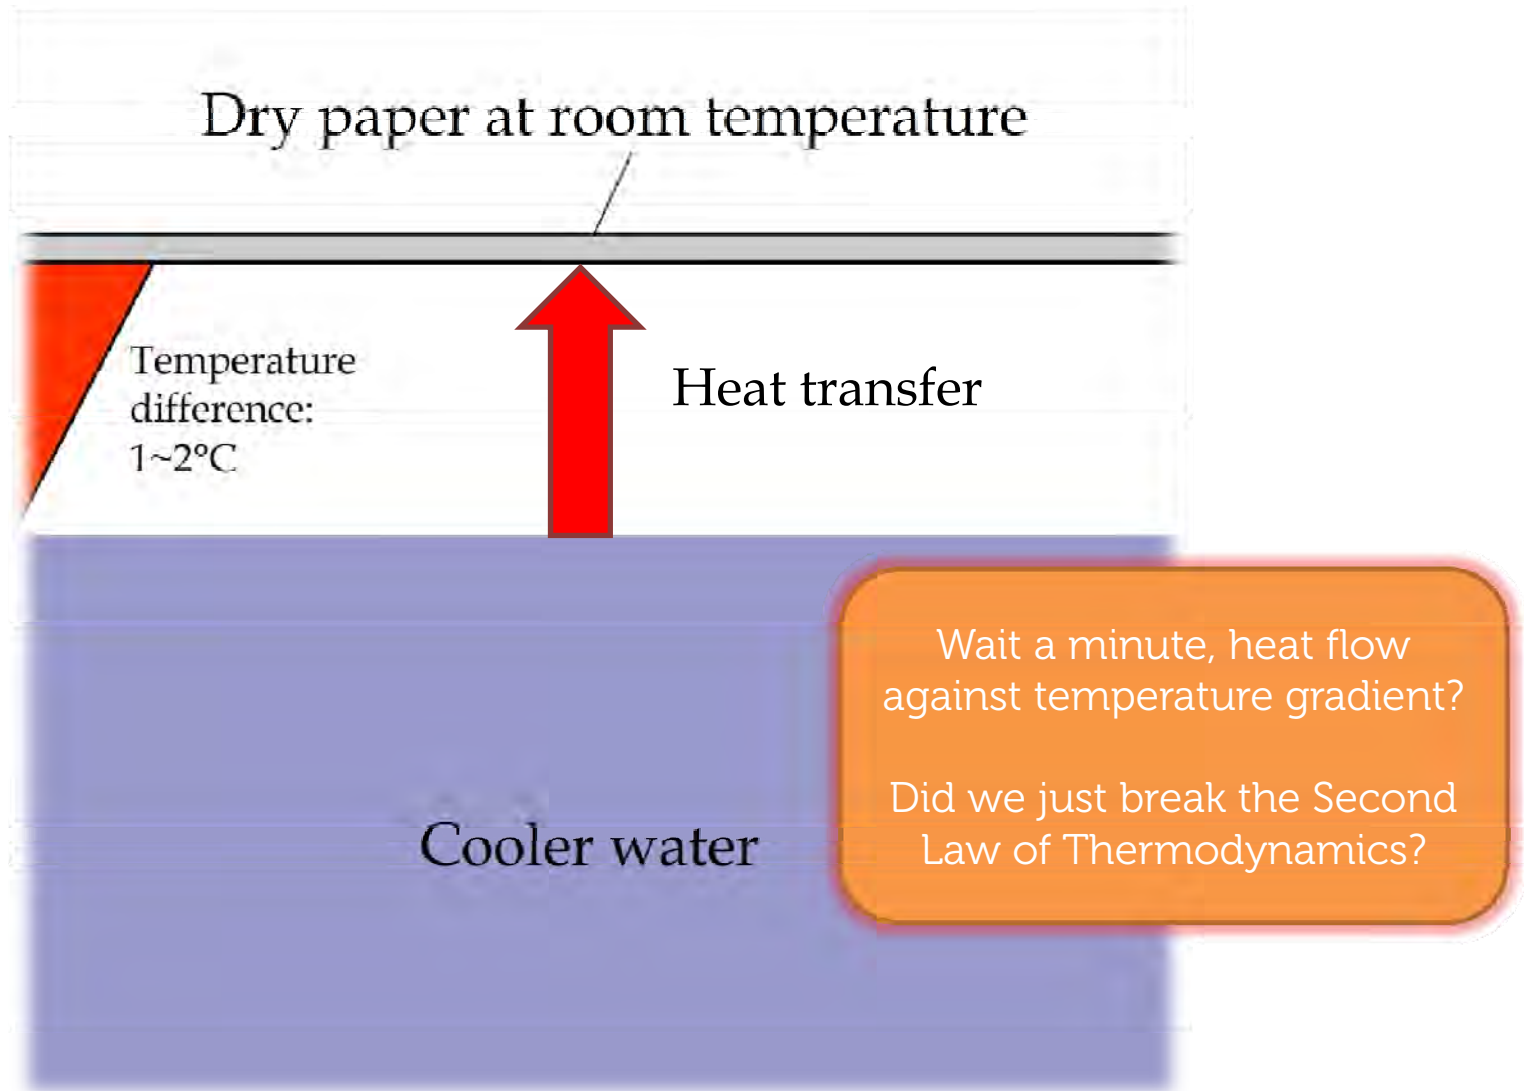 Dry paper at room temperature
Temperature
difference:
1~2°C
Heat transfer
Wait a minute, heat flow
against temperature gradient?
Did we just break the Second
Law of Thermodynamics?
Cooler water